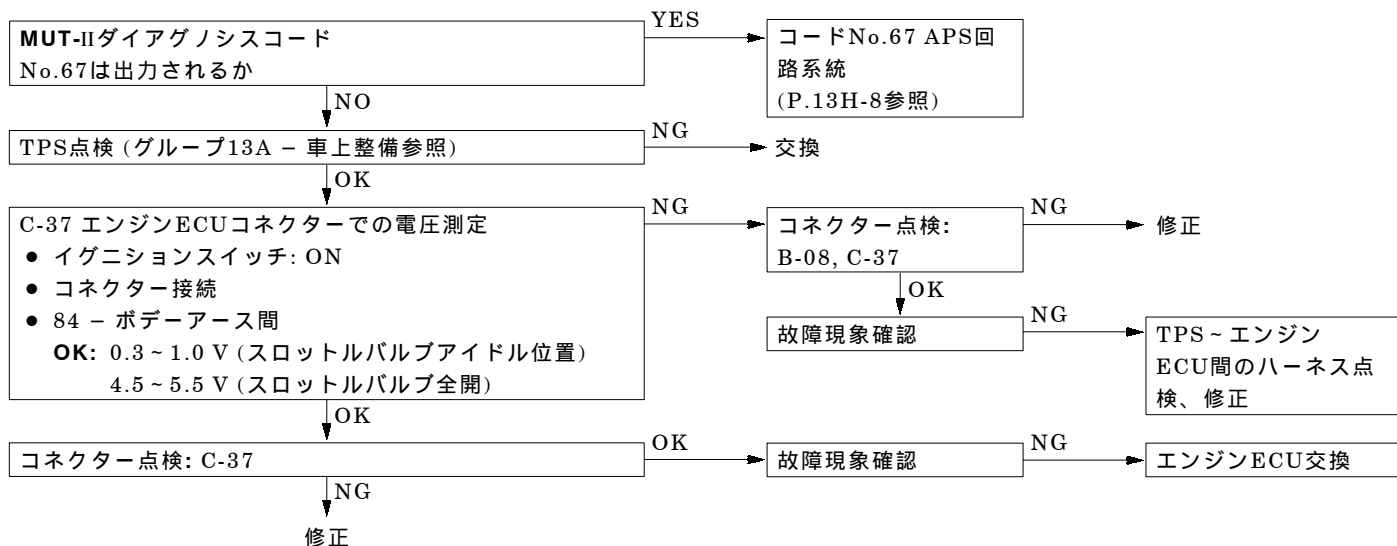 MUT-IIダイアグノシスコード
No.67は出力されるか
YES
コードNo.67 APS回
路系統
(P.13H-8参照)
NO
TPS点検 (グループ13A － 車上整備参照)
NG
交換
OK
C-37 エンジンECUコネクターでの電圧測定
● イグニションスイッチ: ON
● コネクター接続
● 84 － ボデーアース間
OK: 0.3 ~ 1.0 V (スロットルバルブアイドル位置)
4.5 ~ 5.5 V (スロットルバルブ全開)
NG
コネクター点検:
B-08, C-37
NG
修正
OK
故障現象確認
NG
TPS ~ エンジン
ECU間のハーネス点
検、修正
OK
コネクター点検: C-37
OK
故障現象確認
NG
エンジンECU交換
NG
修正